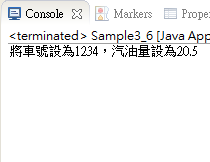 Console Markers Proper
<terminated> Sample3_6 [Java App
將車號設為1234，汽油量設為20.5